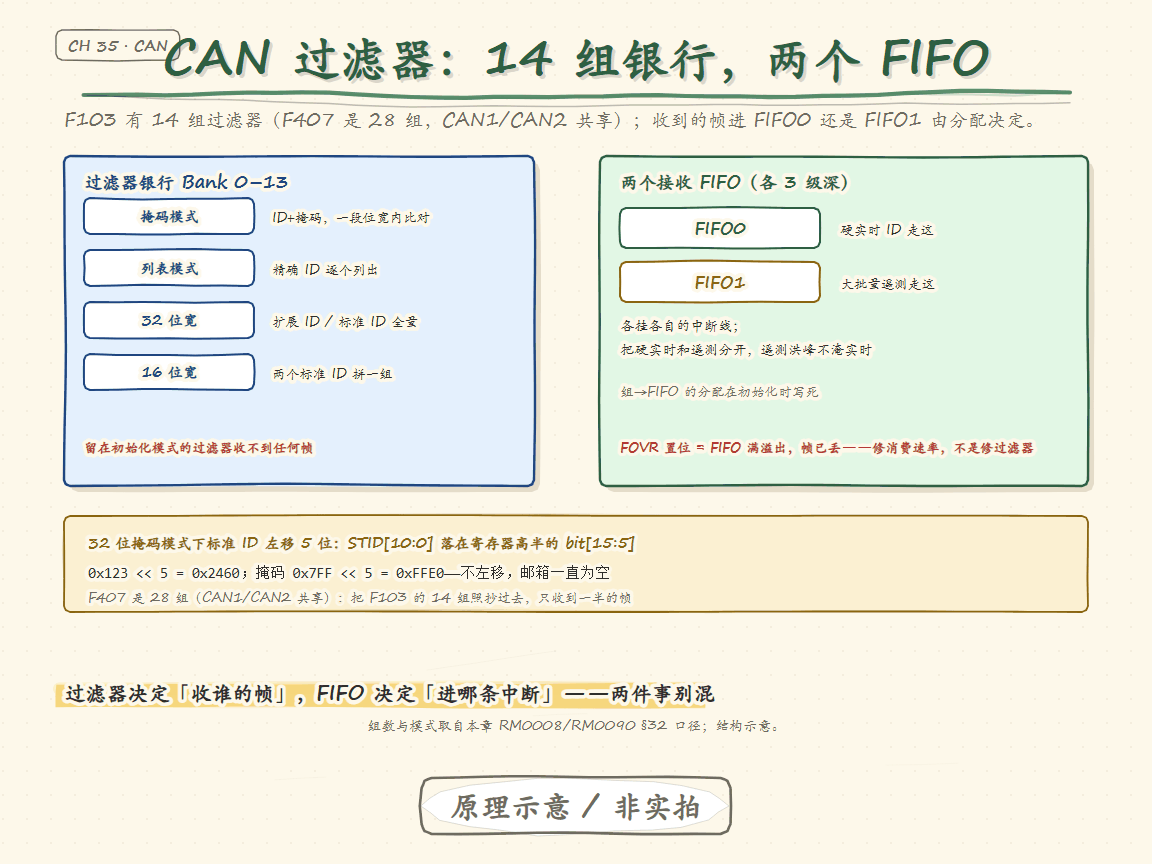 CH 35 · CAN
CAN 过滤器：14 组银行，两个 FIFO
F103 有 14 组过滤器（F407 是 28 组，CAN1/CAN2 共享）；收到的帧进 FIFO0 还是 FIFO1 由分配决定。
过滤器银行 Bank 0–13
掩码模式
ID+掩码，一段位宽内比对
列表模式
精确 ID 逐个列出
32 位宽
扩展 ID / 标准 ID 全量
16 位宽
两个标准 ID 拼一组
留在初始化模式的过滤器收不到任何帧
两个接收 FIFO（各 3 级深）
FIFO0
硬实时 ID 走这
FIFO1
大批量遥测走这
各挂各自的中断线；
把硬实时和遥测分开，遥测洪峰不淹实时
组→FIFO 的分配在初始化时写死
FOVR 置位 = FIFO 满溢出，帧已丢——修消费速率，不是修过滤器
32 位掩码模式下标准 ID 左移 5 位：STID[10:0] 落在寄存器高半的 bit[15:5]
0x123 << 5 = 0x2460；掩码 0x7FF << 5 = 0xFFE0——不左移，邮箱一直为空
F407 是 28 组（CAN1/CAN2 共享）：把 F103 的 14 组照抄过去，只收到一半的帧
过滤器决定「收谁的帧」，FIFO 决定「进哪条中断」——两件事别混
组数与模式取自本章 RM0008/RM0090 §32 口径；结构示意。
原理示意 / 非实拍